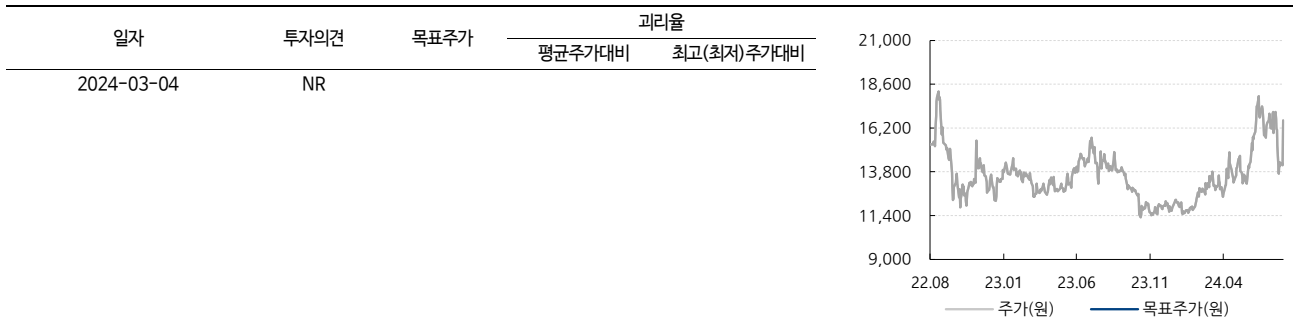 일자 투자의견 목표주가 괴리율
평균주가대비 최고(최저)주가대비
2024-03-04 NR
21,000
18,600
16,200
13,800
11,400
9,000
22.08 23.01 23.06 23.11 24.04
주가(원) 목표주가(원)